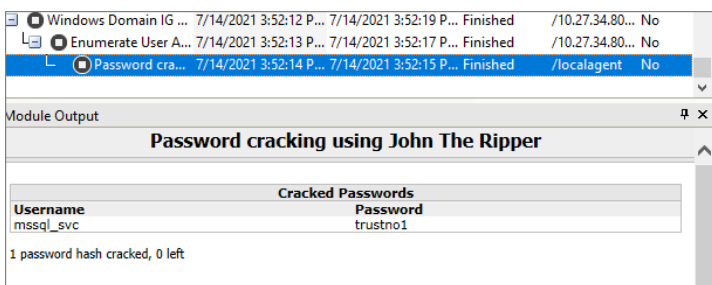 Windows Domain IG ... 7/14/2021 3:52:12 P... 7/14/2021 3:52:19 P... Finished /10.27.34.80... No
Enumerate User A... 7/14/2021 3:52:13 P... 7/14/2021 3:52:17 P... Finished /10.27.34.80... No
Password cra... 7/14/2021 3:52:14 P... 7/14/2021 3:52:15 P... Finished /localagent No
Module Output
Password cracking using John The Ripper
Cracked Passwords
Username Password
mssql_svc trustno1
1 password hash cracked, 0 left